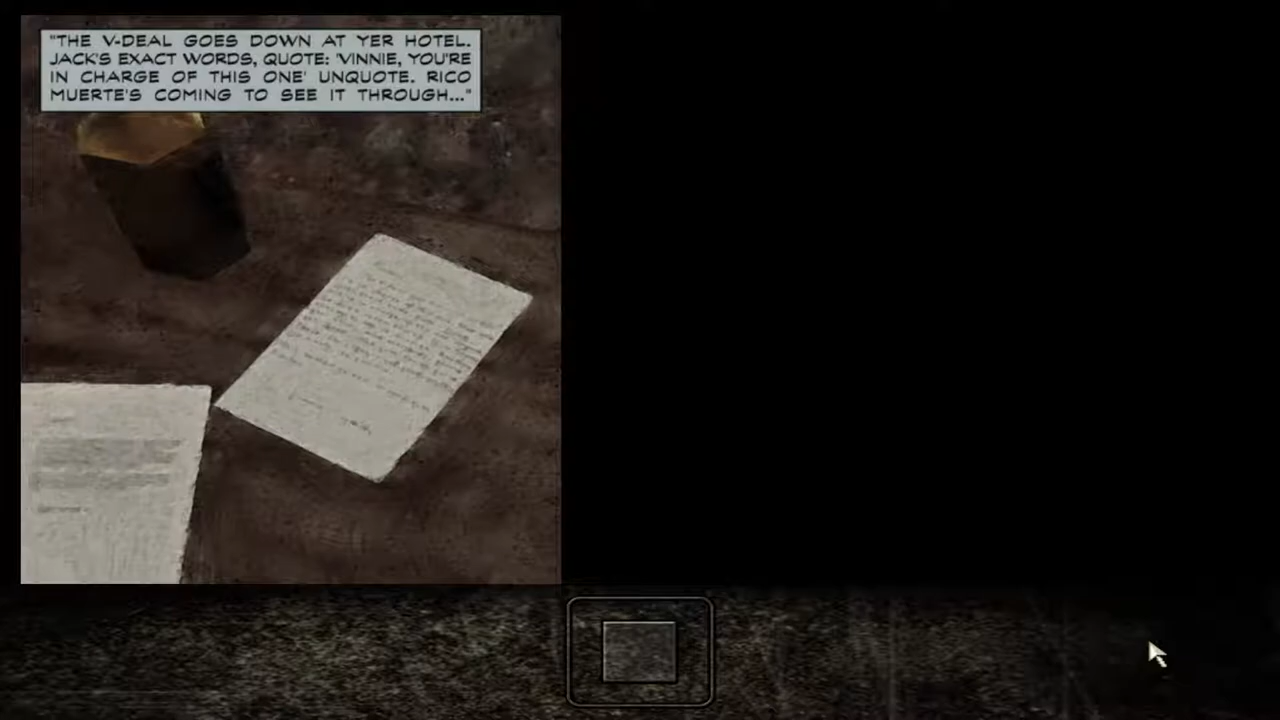 "THE V-DEAL GOES DOWN AT YER HOTEL.
JACK'S EXACT WORDS, QUOTE: 'VINNIE, YOU'RE
IN CHARGE OF THIS ONE' UNQUOTE. RICO
MUERTE'S COMING TO SEE IT THROUGH..."